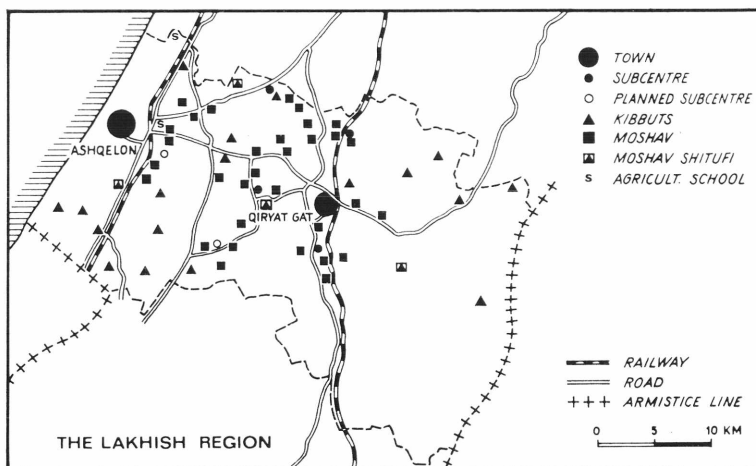 S
TOWN
SUBCENTRE
PLANNED SUBCENTRE
KIBBUTS
MOSHAV
MOSHAV SHITUFI
S AGRICULT. SCHOOL
S
ASHQELON
QIRYAT GAT
RAILWAY
ROAD
ARMISTICE LINE
0 5 10 KM
THE LAKHISH REGION